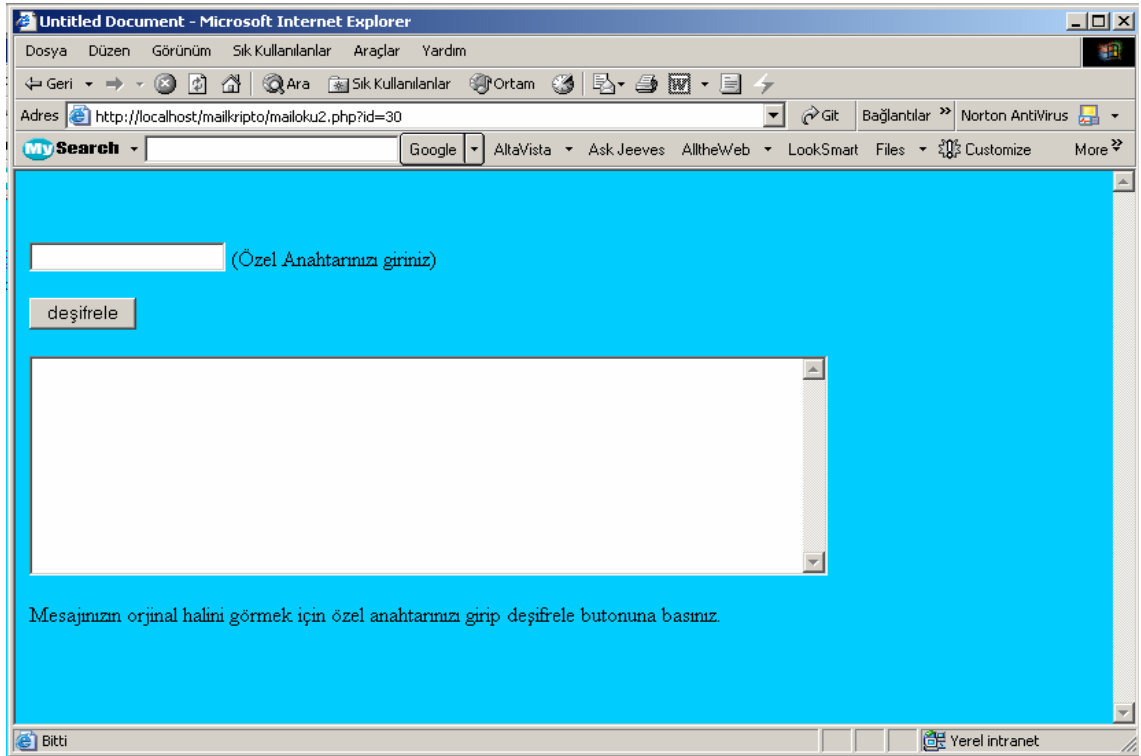 Untitled Document - Microsoft Internet Explorer
Dosya Düzen Görünüm Sık Kullanılanlar Araçlar Yardım
Geri Ara Sık Kullanılanlar Ortam
Adres http://localhost/mailkripto/mailoku2.php?id=30 Git Bağlantılar » Norton AntiVirus
My Search Google AltaVista Ask Jeeves AlltheWeb LookSmart Files Customize More »
(Özel Anahtarınızı giriniz)
deşifrele
Mesajınızın orjinal halini görmek için özel anahtarınızı girip deşifrele butonuna basınız.
Bitti Yerel intranet